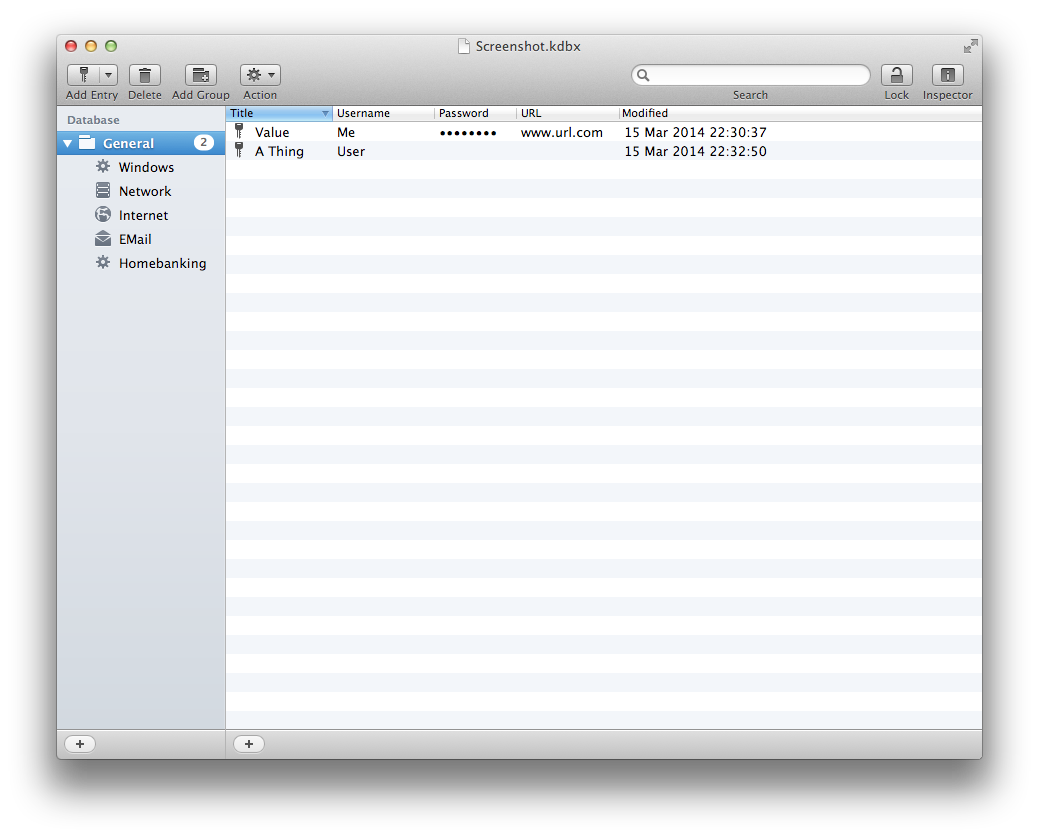 Screenshot.kdbx
Add Entry Delete Add Group Action Search Lock Inspector
Database
Title Username Password URL Modified
General 2
Value Me •••••••• www.url.com 15 Mar 2014 22:30:37
A Thing User 15 Mar 2014 22:32:50
Windows
Network
Internet
EMail
Homebanking